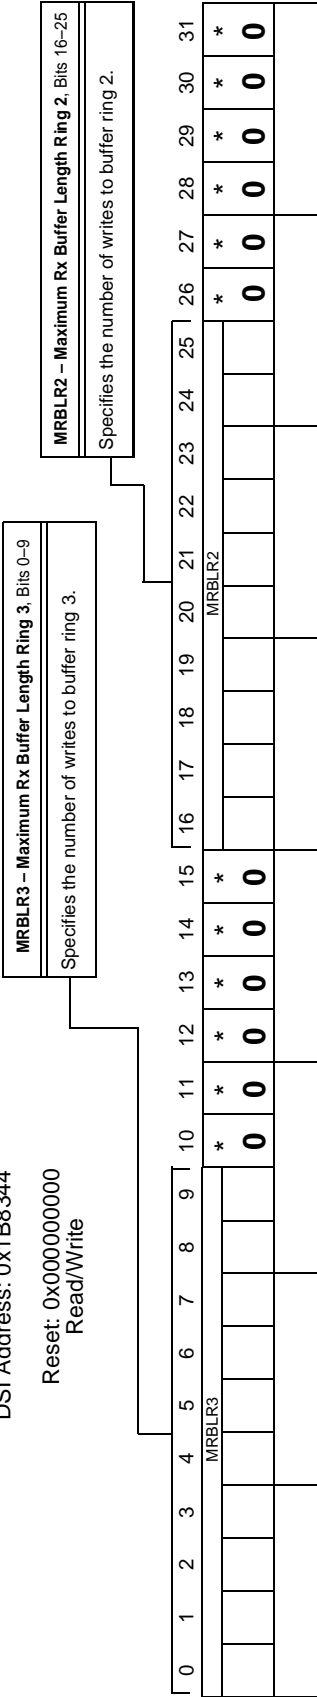 DSI Address: 0x1B8344
Reset: 0x000000000
Read/Write
MRBLR3 – Maximum Rx Buffer Length Ring 3, Bits 0–9
Specifies the number of writes to buffer ring 3.
MRBLR2 – Maximum Rx Buffer Length Ring 2, Bits 16–25
Specifies the number of writes to buffer ring 2.
0 1 2 3 4 5 6 7 8 9 10 11 12 13 14 15 16 17 18 19 20 21 22 23 24 25 26 27 28 29 30 31
MRBLR3 * * * * * * MRBLR2 * * * * * *
0 0 0 0 0 0 0 0 0 0 0 0